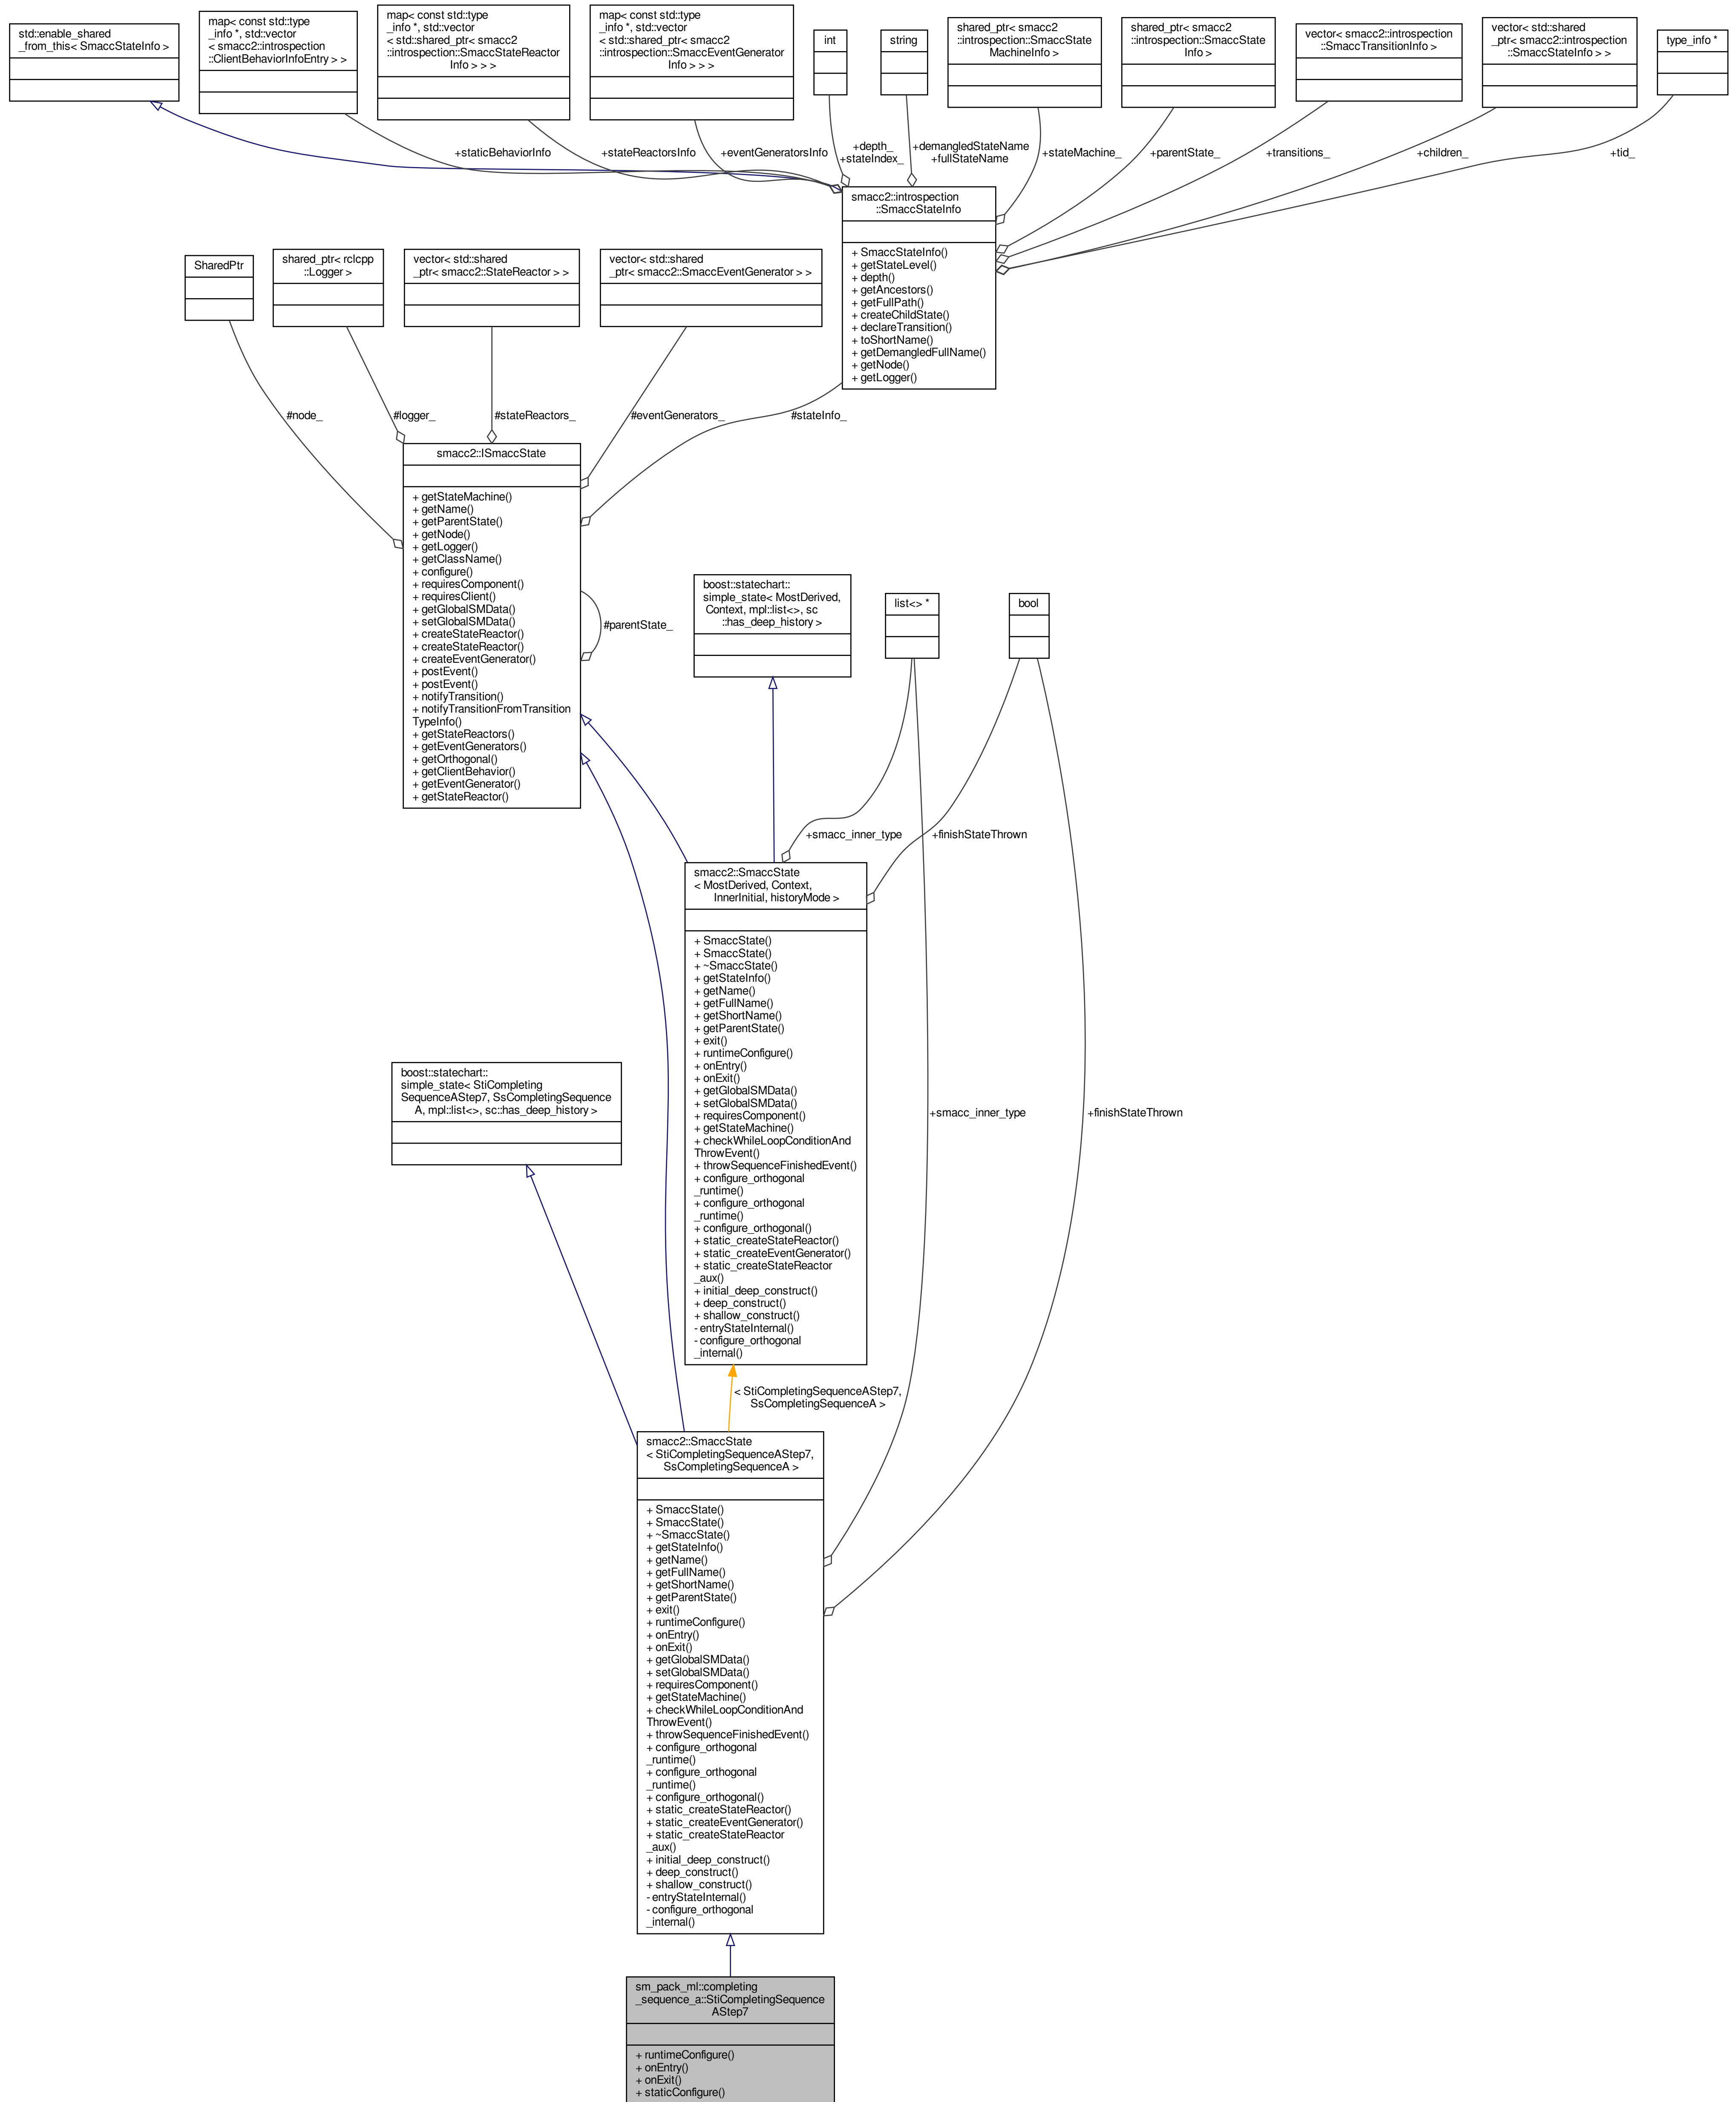 std::enable_shared
_from_this< SmaccStateInfo >
map< const std::type
_info *, std::vector
< smacc2::introspection
::ClientBehaviorInfoEntry > >
map< const std::type
_info *, std::vector
< std::shared_ptr< smacc2
::introspection::SmaccStateReactor
Info > > >
map< const std::type
_info *, std::vector
< std::shared_ptr< smacc2
::introspection::SmaccEventGenerator
Info > > >
int
string
shared_ptr< smacc2
::introspection::SmaccState
MachineInfo >
shared_ptr< smacc2
::introspection::SmaccState
Info >
vector< smacc2::introspection
::SmaccTransitionInfo >
vector< std::shared
_ptr< smacc2::introspection
::SmaccStateInfo > >
type_info *
+staticBehaviorInfo
+stateReactorsInfo
+eventGeneratorsInfo
+depth_
+stateIndex_
+demangledStateName
+fullStateName
+stateMachine_
+parentState_
+transitions_
+children_
+tid_
smacc2::introspection
::SmaccStateInfo
+ SmaccStateInfo()
+ getStateLevel()
+ depth()
+ getAncestors()
+ getFullPath()
+ createChildState()
+ declareTransition()
+ toShortName()
+ getDemangledFullName()
+ getNode()
+ getLogger()
SharedPtr
shared_ptr< rclcpp
::Logger >
vector< std::shared
_ptr< smacc2::StateReactor > >
vector< std::shared
_ptr< smacc2::SmaccEventGenerator > >
#node_
#logger_
#stateReactors_
#eventGenerators_
#stateInfo_
smacc2::ISmaccState
+ getStateMachine()
+ getName()
+ getParentState()
+ getNode()
+ getLogger()
+ getClassName()
+ configure()
+ requiresComponent()
+ requiresClient()
+ getGlobalSMData()
+ setGlobalSMData()
+ createStateReactor()
+ createStateReactor()
+ createEventGenerator()
+ postEvent()
+ postEvent()
+ notifyTransition()
+ notifyTransitionFromTransition
TypeInfo()
+ getStateReactors()
+ getEventGenerators()
+ getOrthogonal()
+ getClientBehavior()
+ getEventGenerator()
+ getStateReactor()
#parentState_
boost::statechart::
simple_state< MostDerived,
Context, mpl::list<>, sc
::has_deep_history >
list<> *
bool
+smacc_inner_type
+finishStateThrown
smacc2::SmaccState
< MostDerived, Context,
InnerInitial, historyMode >
+ SmaccState()
+ SmaccState()
+ ~SmaccState()
+ getStateInfo()
+ getName()
+ getFullName()
+ getShortName()
+ getParentState()
+ exit()
+ runtimeConfigure()
+ onEntry()
+ onExit()
+ getGlobalSMData()
+ setGlobalSMData()
+ requiresComponent()
+ getStateMachine()
+ checkWhileLoopConditionAnd
ThrowEvent()
+ throwSequenceFinishedEvent()
+ configure_orthogonal
_runtime()
+ configure_orthogonal
_runtime()
+ configure_orthogonal()
+ static_createStateReactor()
+ static_createEventGenerator()
+ static_createStateReactor
_aux()
+ initial_deep_construct()
+ deep_construct()
+ shallow_construct()
- entryStateInternal()
- configure_orthogonal
_internal()
boost::statechart::
simple_state< StiCompleting
SequenceAStep7, SsCompletingSequence
A, mpl::list<>, sc::has_deep_history >
+smacc_inner_type
+finishStateThrown
< StiCompletingSequenceAStep7,
SsCompletingSequenceA >
smacc2::SmaccState
< StiCompletingSequenceAStep7,
SsCompletingSequenceA >
+ SmaccState()
+ SmaccState()
+ ~SmaccState()
+ getStateInfo()
+ getName()
+ getFullName()
+ getShortName()
+ getParentState()
+ exit()
+ runtimeConfigure()
+ onEntry()
+ onExit()
+ getGlobalSMData()
+ setGlobalSMData()
+ requiresComponent()
+ getStateMachine()
+ checkWhileLoopConditionAnd
ThrowEvent()
+ throwSequenceFinishedEvent()
+ configure_orthogonal
_runtime()
+ configure_orthogonal
_runtime()
+ configure_orthogonal()
+ static_createStateReactor()
+ static_createEventGenerator()
+ static_createStateReactor
_aux()
+ initial_deep_construct()
+ deep_construct()
+ shallow_construct()
- entryStateInternal()
- configure_orthogonal
_internal()
sm_pack_ml::completing
_sequence_a::StiCompletingSequence
AStep7
+ runtimeConfigure()
+ onEntry()
+ onExit()
+ staticConfigure()